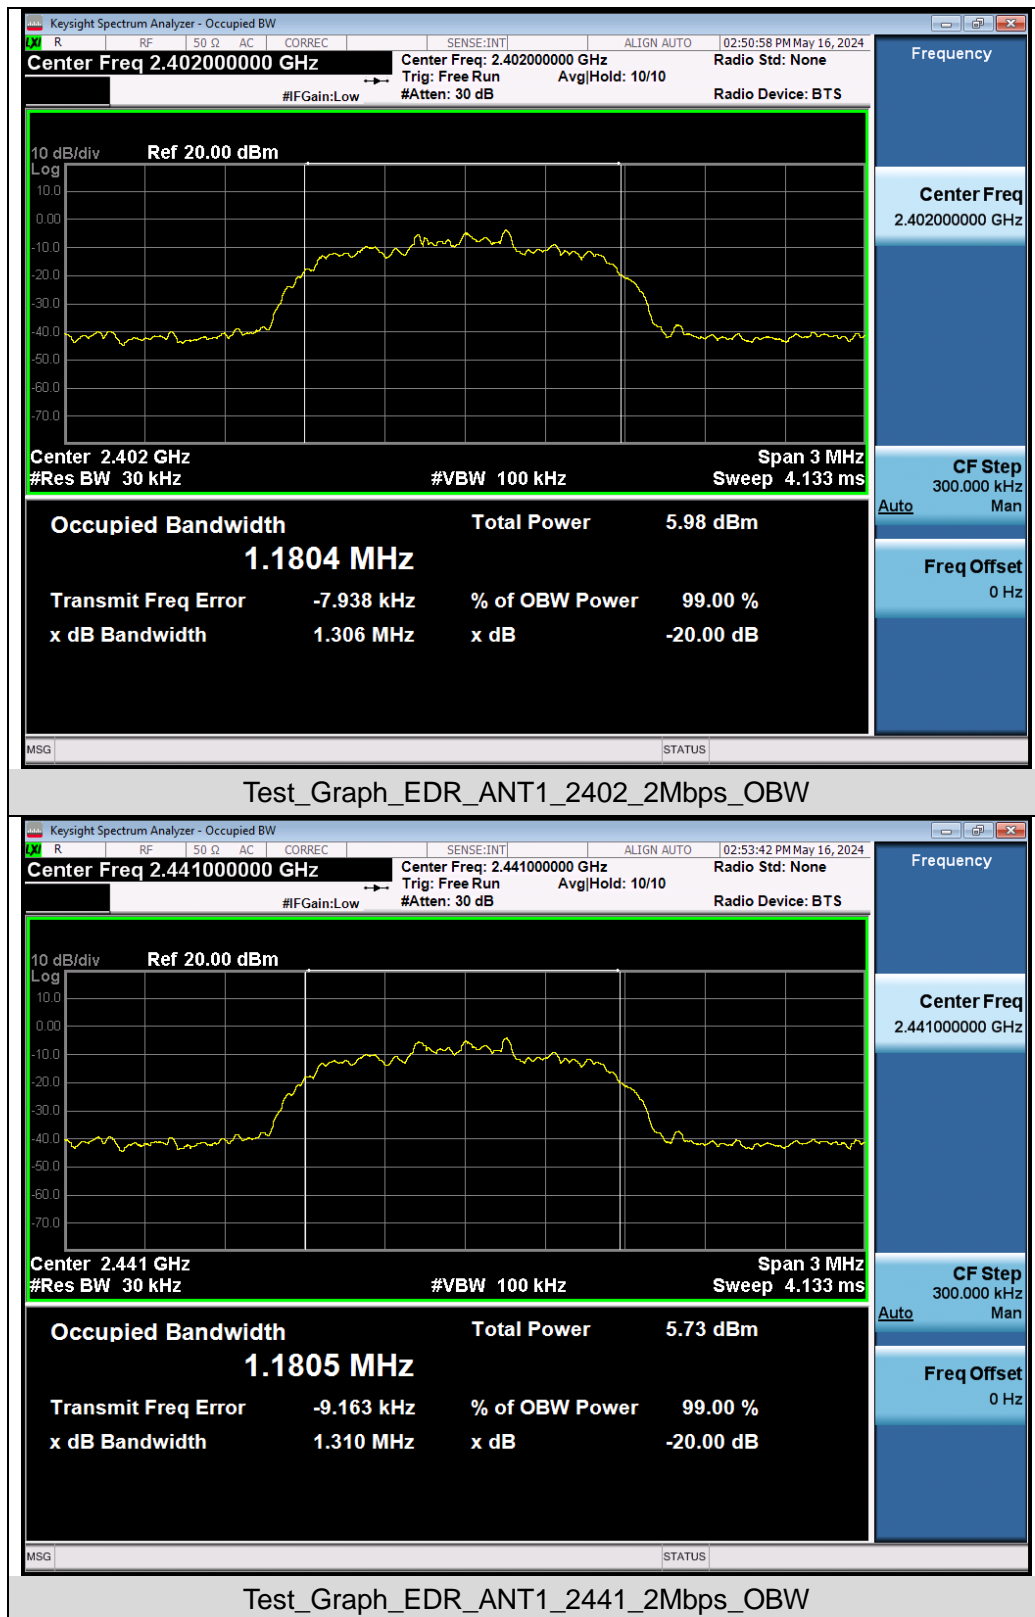 Keysight Spectrum Analyzer - Occupied BW
LXI R RF 50 Ω AC CORREC SENSE:INT ALIGN AUTO 02:50:58 PM May 16, 2024
Center Freq 2.402000000 GHz Center Freq: 2.402000000 GHz Radio Std: None
Trig: Free Run Avg|Hold: 10/10
#IFGain:Low #Atten: 30 dB Radio Device: BTS
Frequency
10 dB/div Ref 20.00 dBm
Log
10.0
0.00
-10.0
-20.0
-30.0
-40.0
-50.0
-60.0
-70.0
Center Freq
2.402000000 GHz
Center 2.402 GHz Span 3 MHz
#Res BW 30 kHz #VBW 100 kHz Sweep 4.133 ms
CF Step
300.000 kHz
Auto Man
Occupied Bandwidth Total Power 5.98 dBm
1.1804 MHz
Transmit Freq Error -7.938 kHz % of OBW Power 99.00 %
x dB Bandwidth 1.306 MHz x dB -20.00 dB
Freq Offset
0 Hz
MSG STATUS
Test_Graph_EDR_ANT1_2402_2Mbps_OBW
Keysight Spectrum Analyzer - Occupied BW
LXI R RF 50 Ω AC CORREC SENSE:INT ALIGN AUTO 02:53:42 PM May 16, 2024
Center Freq 2.441000000 GHz Center Freq: 2.441000000 GHz Radio Std: None
Trig: Free Run Avg|Hold: 10/10
#IFGain:Low #Atten: 30 dB Radio Device: BTS
Frequency
10 dB/div Ref 20.00 dBm
Log
10.0
0.00
-10.0
-20.0
-30.0
-40.0
-50.0
-60.0
-70.0
Center Freq
2.441000000 GHz
Center 2.441 GHz Span 3 MHz
#Res BW 30 kHz #VBW 100 kHz Sweep 4.133 ms
CF Step
300.000 kHz
Auto Man
Occupied Bandwidth Total Power 5.73 dBm
1.1805 MHz
Transmit Freq Error -9.163 kHz % of OBW Power 99.00 %
x dB Bandwidth 1.310 MHz x dB -20.00 dB
Freq Offset
0 Hz
MSG STATUS
Test_Graph_EDR_ANT1_2441_2Mbps_OBW